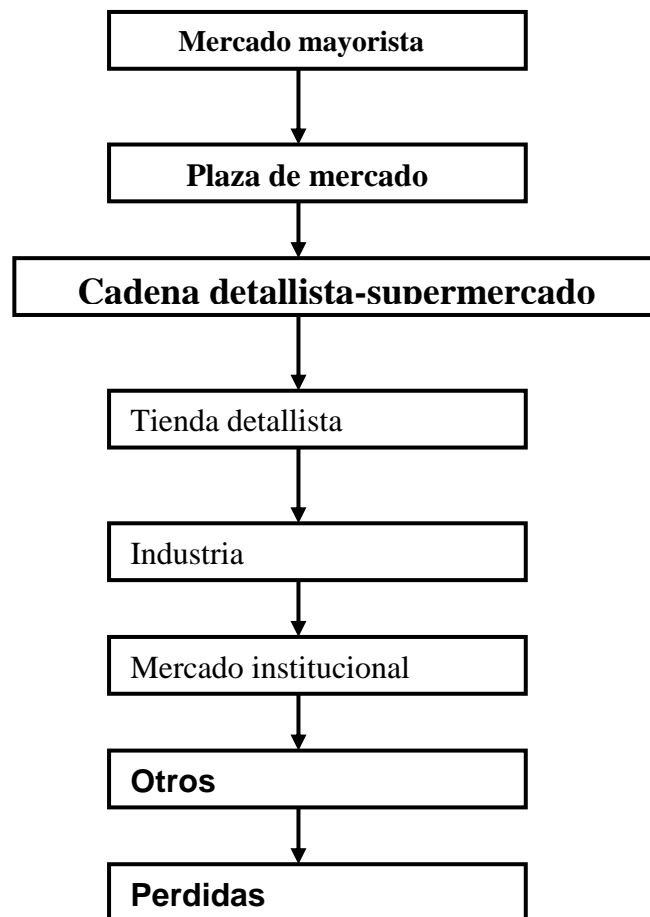 Mercado mayorista
Plaza de mercado
Cadena detallista-supermercado
Tienda detallista
Industria
Mercado institucional
Otros
Perdidas